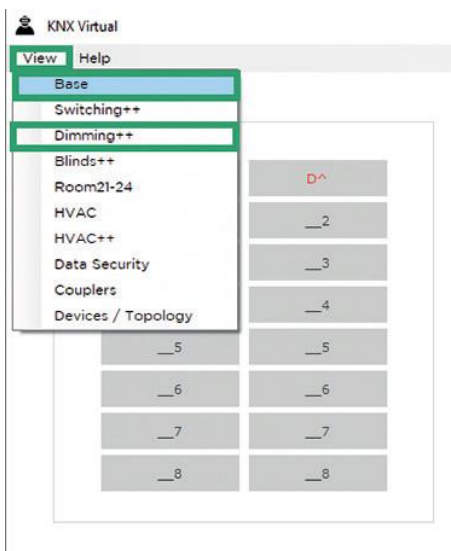 KNX Virtual
View Help
Base
Switching++
Dimming++
Blinds++
Room21-24
HVAC
HVAC++
Data Security
Couplers
Devices / Topology
D^
__2
__3
__4
__5 __5
__6 __6
__7 __7
__8 __8